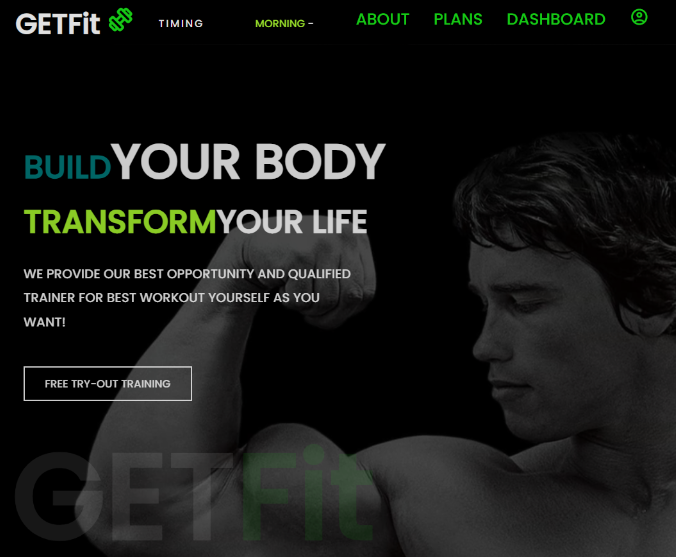 GETFit TIMING MORNING - ABOUT PLANS DASHBOARD
BUILDYOUR BODY
TRANSFORMYOUR LIFE
WE PROVIDE OUR BEST OPPORTUNITY AND QUALIFIED
TRAINER FOR BEST WORKOUT YOURSELF AS YOU
WANT!
FREE TRY-OUT TRAINING
GETFit